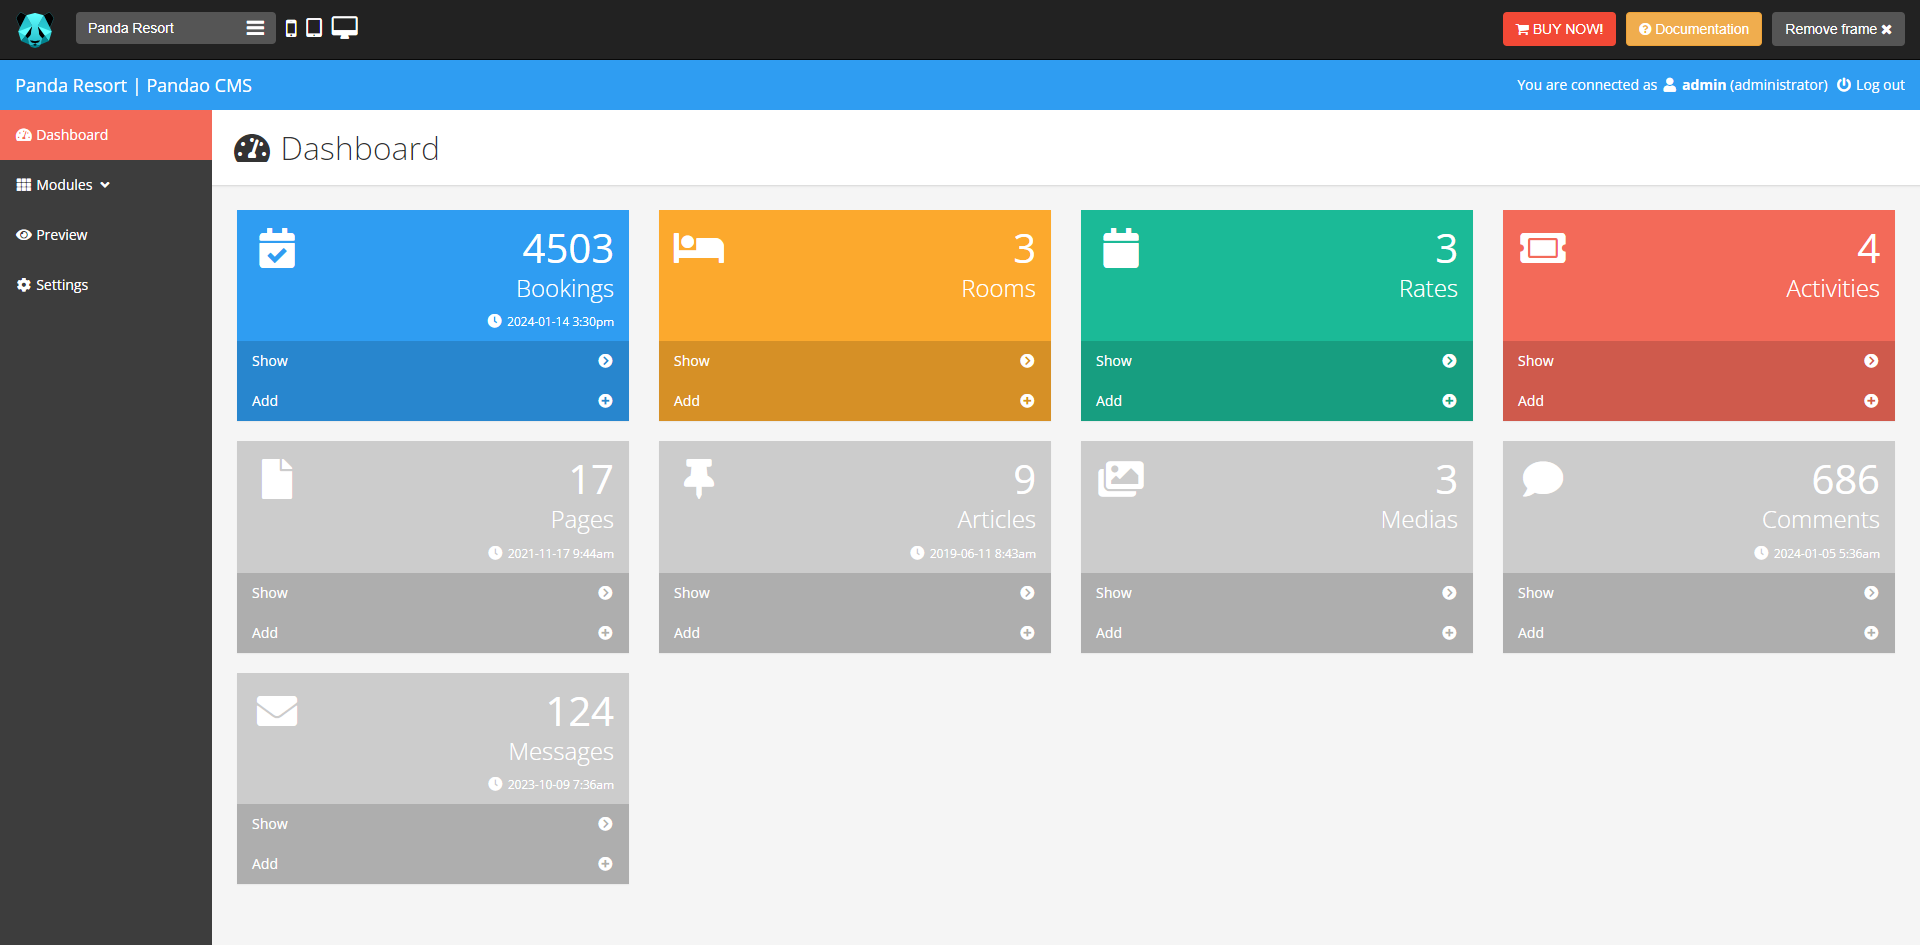 Panda Resort
BUY NOW!
Documentation
Remove frame
Panda Resort | Pandao CMS
You are connected as admin (administrator) Log out
Dashboard
Modules
Preview
Settings
Dashboard
4503
Bookings
2024-01-14 3:30pm
Show
Add
3
Rooms
Show
Add
3
Rates
Show
Add
4
Activities
Show
Add
17
Pages
2021-11-17 9:44am
Show
Add
9
Articles
2019-06-11 8:43am
Show
Add
3
Medias
Show
Add
686
Comments
2024-01-05 5:36am
Show
Add
124
Messages
2023-10-09 7:36am
Show
Add